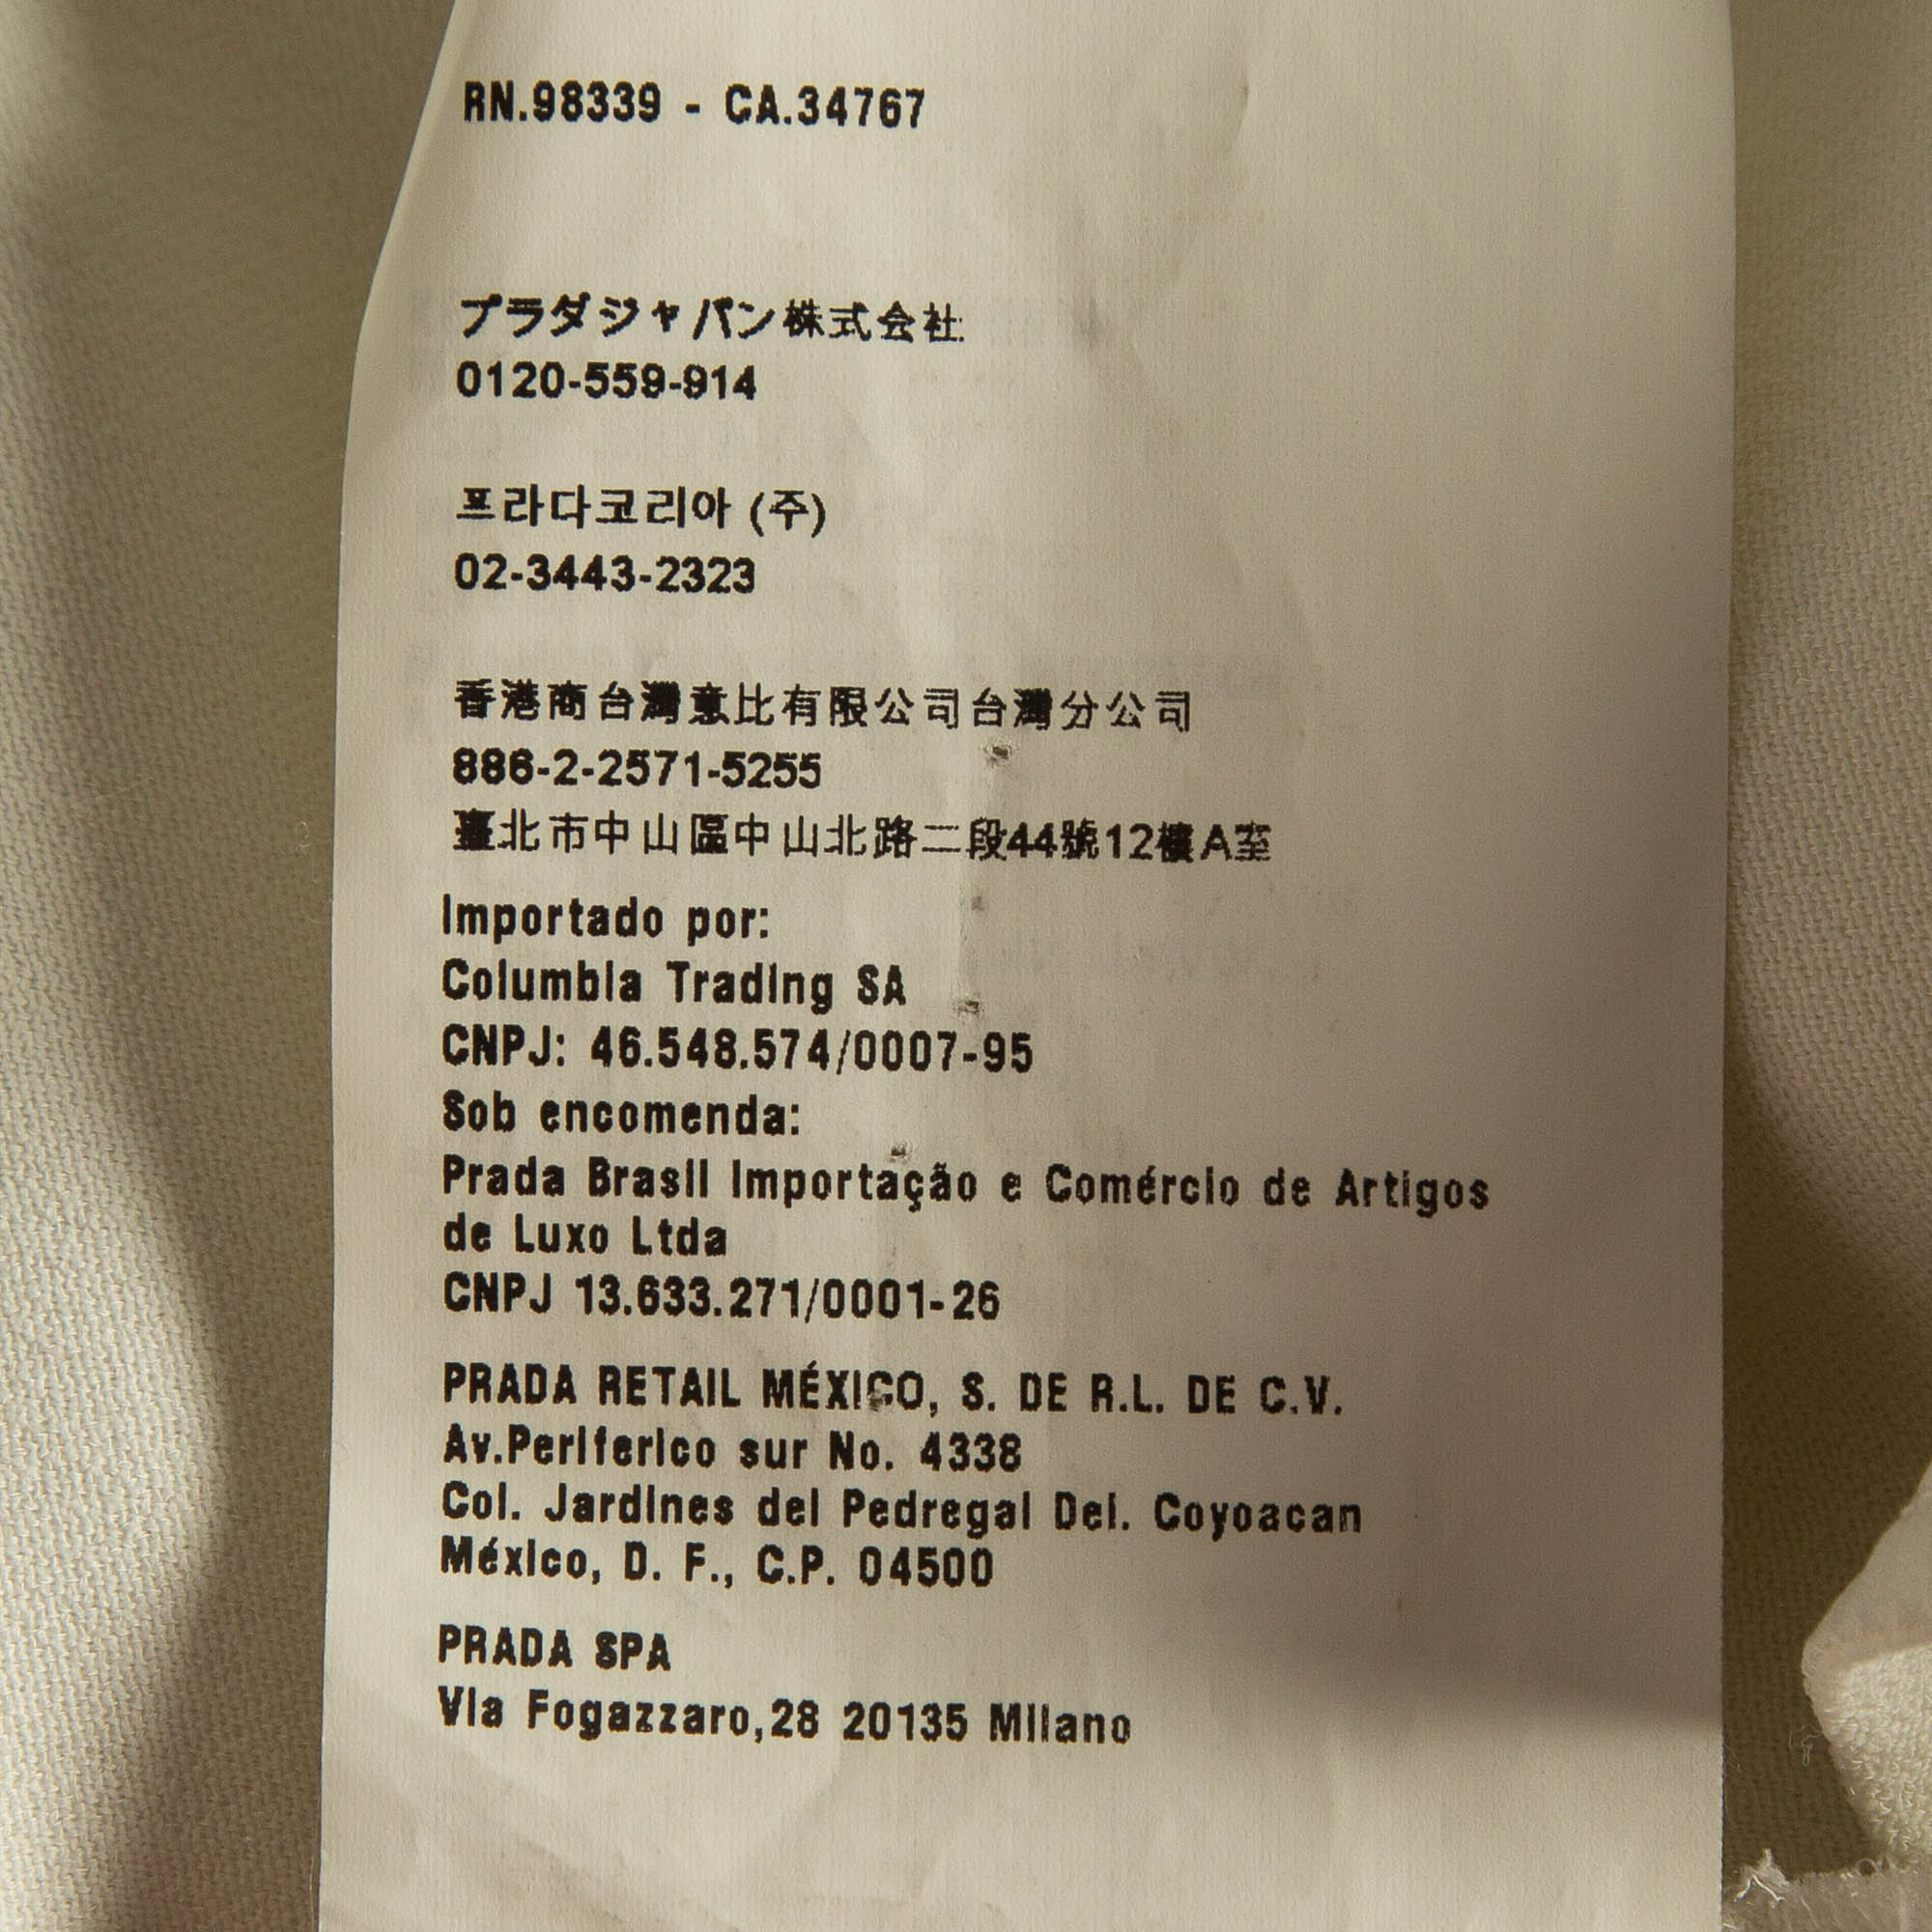 RN.98339 - CA.34767
プラダジャパン株式会社
0120-559-914
프라다코리아 (주)
02-3443-2323
香港商台灣意比有限公司台灣分公司
886-2-2571-5255
臺北市中山區中山北路二段44號12樓A室
Importado por:
Columbia Trading SA
CNPJ: 46.548.574/0007-95
Sob encomenda:
Prada Brasil Importação e Comércio de Artigos
de Luxo Ltda
CNPJ 13.633.271/0001-26
PRADA RETAIL MÉXICO, S. DE R.L. DE C.V.
Av.Periferico sur No. 4338
Col. Jardines del Pedregal Del. Coyoacan
México, D. F., C.P. 04500
PRADA SPA
Via Fogazzaro,28 20135 Milano